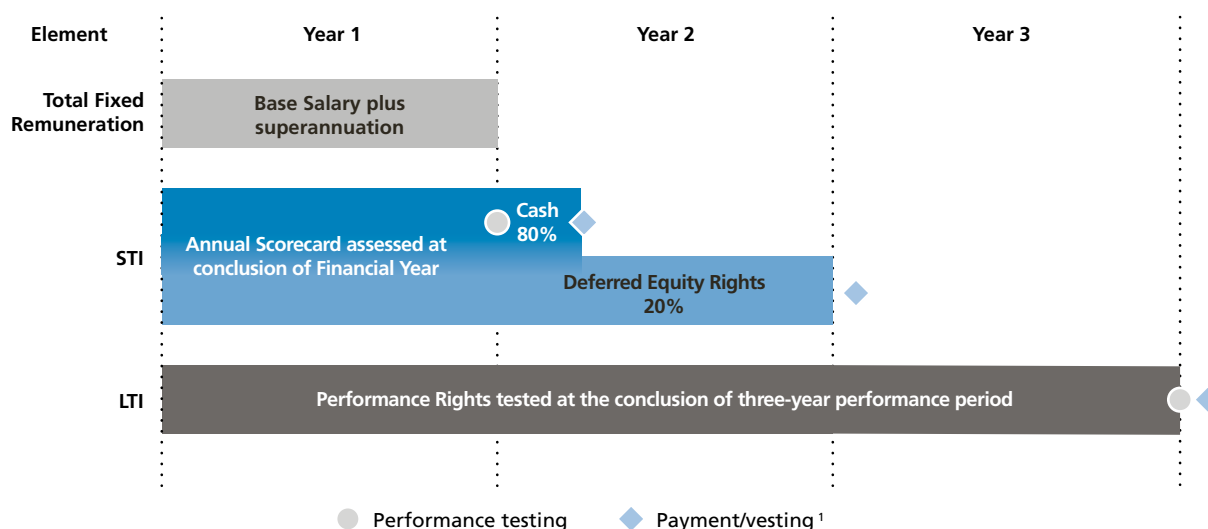 Element Year 1 Year 2 Year 3
Total Fixed
Remuneration
Base Salary plus
superannuation
STI
Annual Scorecard assessed at
conclusion of Financial Year
Cash
80%
Deferred Equity Rights
20%
LTI
Performance Rights tested at the conclusion of three-year performance period
Performance testing Payment/vesting¹